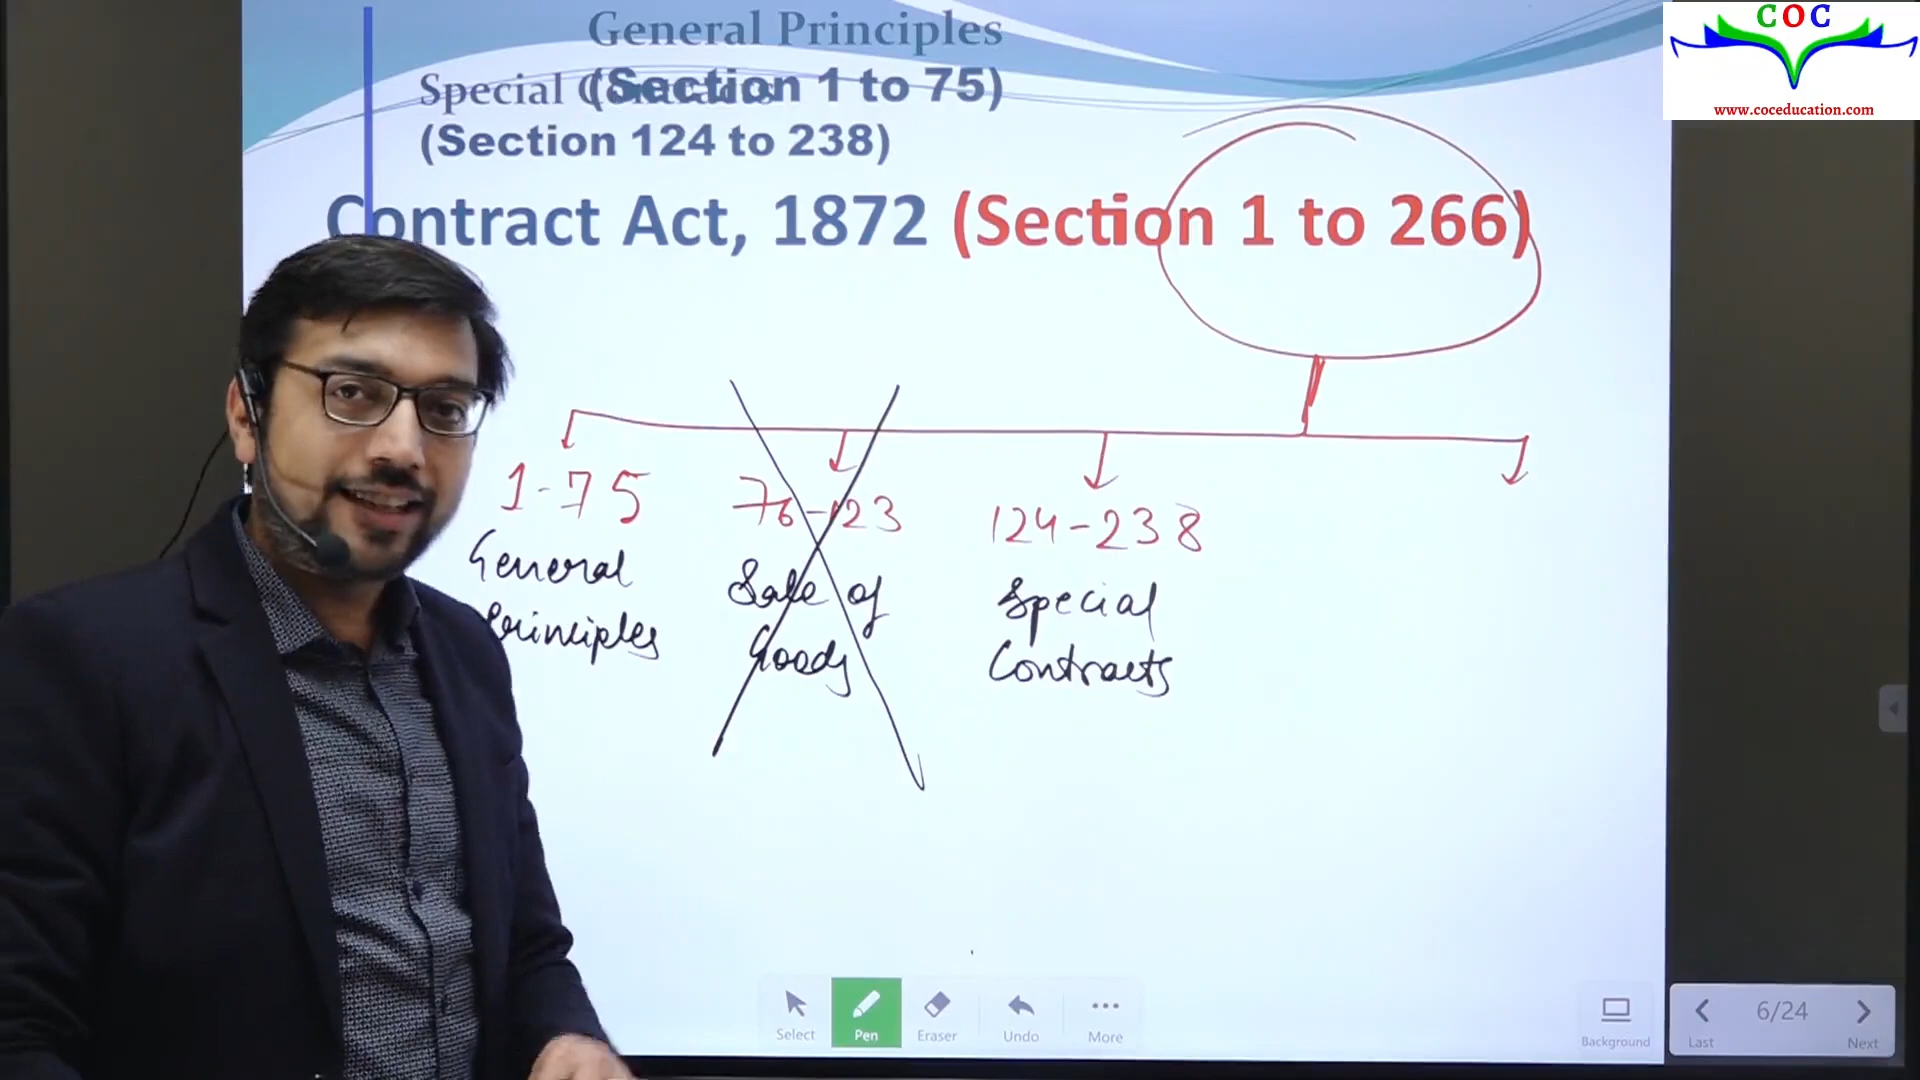 General Principles
(Section 1 to 75)
Special
(Section 124 to 238)
Contract Act, 1872 (Section 1 to 266)
COC
www.coceducation.com
1-75
General
Principles
76-123
Sale of
Goods
124-238
Special
Contracts
Select
Pen
Eraser
Undo
More
Background
6/24
Last
Next